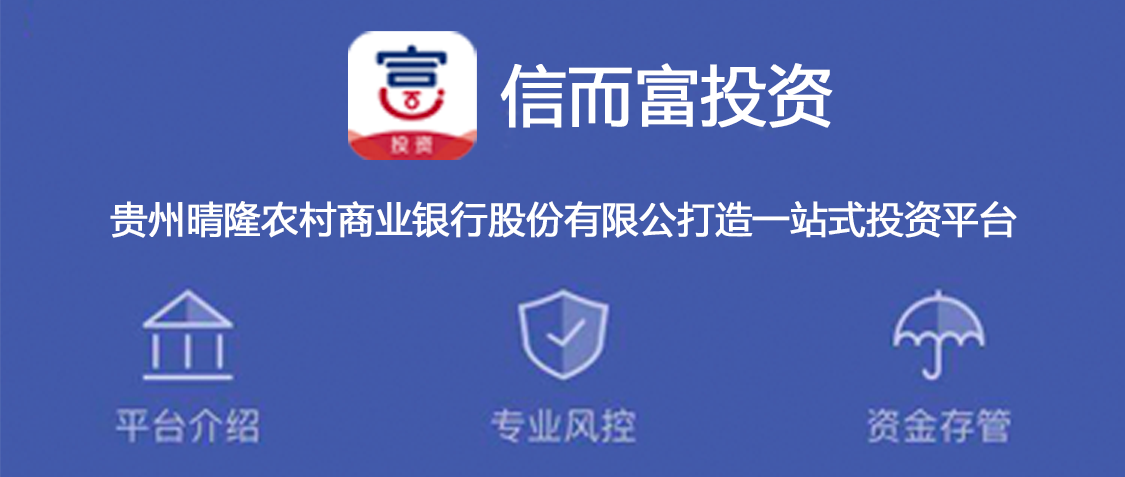 信而富投资
投资
贵州晴隆农村商业银行股份有限公打造一站式投资平台
平台介绍
专业风控
资金存管